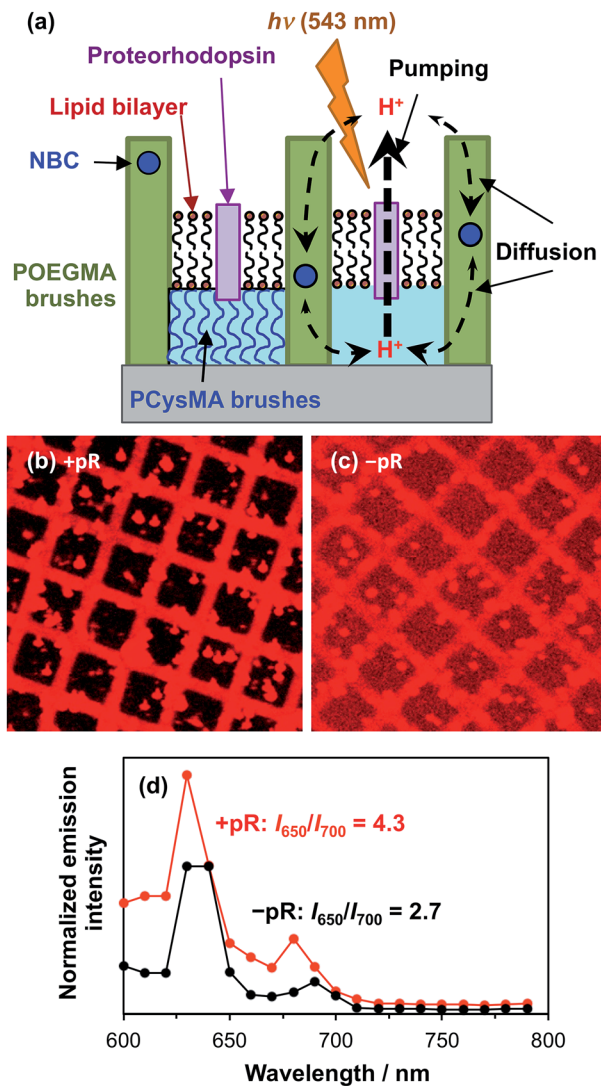 (a)
hν (543 nm)
Proteorhodopsin
Pumping
Lipid bilayer
H⁺
NBC
Diffusion
POEGMA
brushes
H⁺
PCysMA brushes
(b) +pR
(c) −pR
(d)
+pR: I₆₅₀/I₇₀₀ = 4.3
−pR: I₆₅₀/I₇₀₀ = 2.7
Normalized emission
intensity
600 650 700 750 800
Wavelength / nm